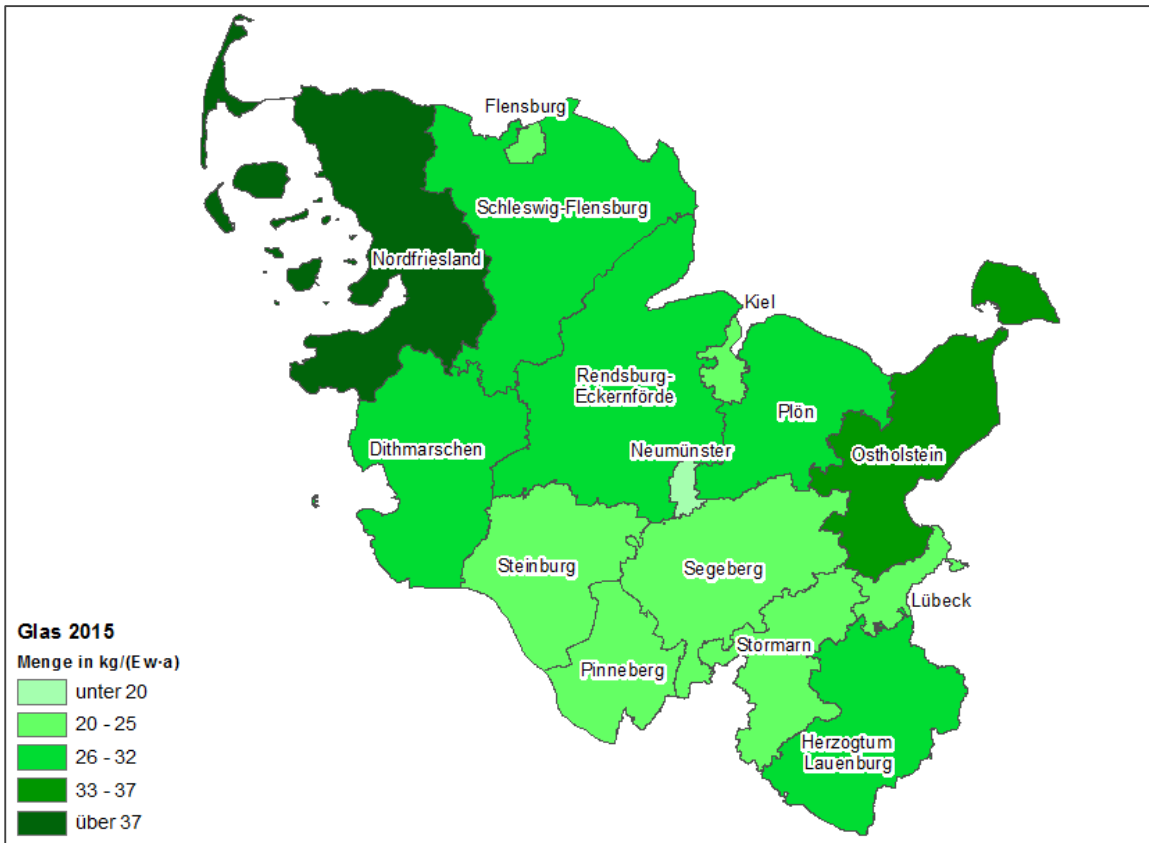 Flensburg
Schleswig-Flensburg
Nordfriesland
Kiel
Rendsburg-
Eckernförde
Plön
Dithmarschen
Neumünster
Ostholstein
Steinburg
Segeberg
Lübeck
Stormarn
Pinneberg
Herzogtum
Lauenburg
Glas 2015
Menge in kg/(Ew·a)
unter 20
20 - 25
26 - 32
33 - 37
über 37